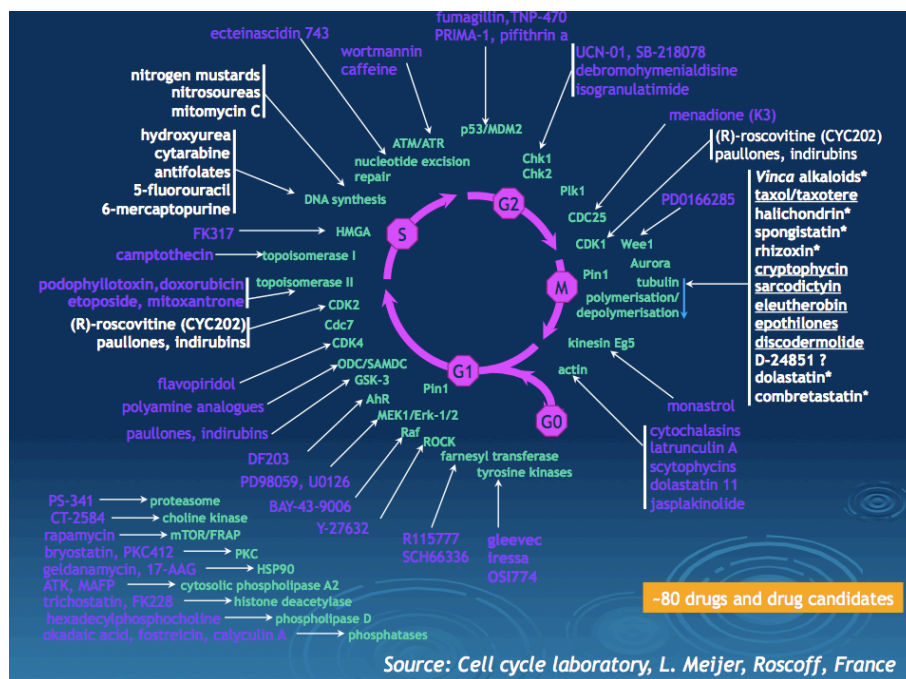 fumagillin,TNP-470
PRIMA-1, pifithrin a
ecteinascidin 743
wortmannin
caffeine
UCN-01, SB-218078
debromohymenialdisine
isogranulatimide
nitrogen mustards
nitrosoureas
mitomycin C
menadione (K3)
hydroxyurea
cytarabine
antifolates
5-fluorouracil
6-mercaptopurine
(R)-roscovitine (CYC202)
paullones, indirubins
p53/MDM2
ATM/ATR
nucleotide excision
repair
DNA synthesis
Chk1
Chk2
Plk1
CDC25
PD0166285
CDK1
Wee1
Vinca alkaloids*
taxol/taxotere
halichondrin*
spongistatin*
rhizoxin*
cryptophycin
sarcodictyin
eleutherobin
epothilones
discodermolide
D-24851 ?
dolastatin*
combretastatin*
FK317
HMGA
camptothecin
topoisomerase I
podophyllotoxin,doxorubicin
etoposide, mitoxantrone
topoisomerase II
(R)-roscovitine (CYC202)
paullones, indirubins
CDK2
Cdc7
CDK4
S
G2
M
G1
G0
Aurora
Pin1
tubulin
polymerisation/
depolymerisation
kinesin Eg5
actin
monastrol
cytochalasins
latrunculin A
scytophycins
dolastatin 11
jasplakinolide
flavopiridol
ODC/SAMDC
polyamine analogues
GSK-3
Pin1
paullones, indirubins
AhR
MEK1/Erk-1/2
DF203
Raf
PD98059, U0126
ROCK
BAY-43-9006
Y-27632
farnesyl transferase
tyrosine kinases
R115777
SCH66336
gleevec
iressa
OSI774
PS-341
proteasome
CT-2584
choline kinase
rapamycin
mTOR/FRAP
bryostatin, PKC412
PKC
geldanamycin, 17-AAG
HSP90
ATK, MAFP
cytosolic phospholipase A2
trichostatin, FK228
histone deacetylase
hexadecylphosphocholine
phospholipase D
okadaic acid, fostreicin, calyculin A
phosphatases
~80 drugs and drug candidates
Source: Cell cycle laboratory, L. Meijer, Roscoff, France